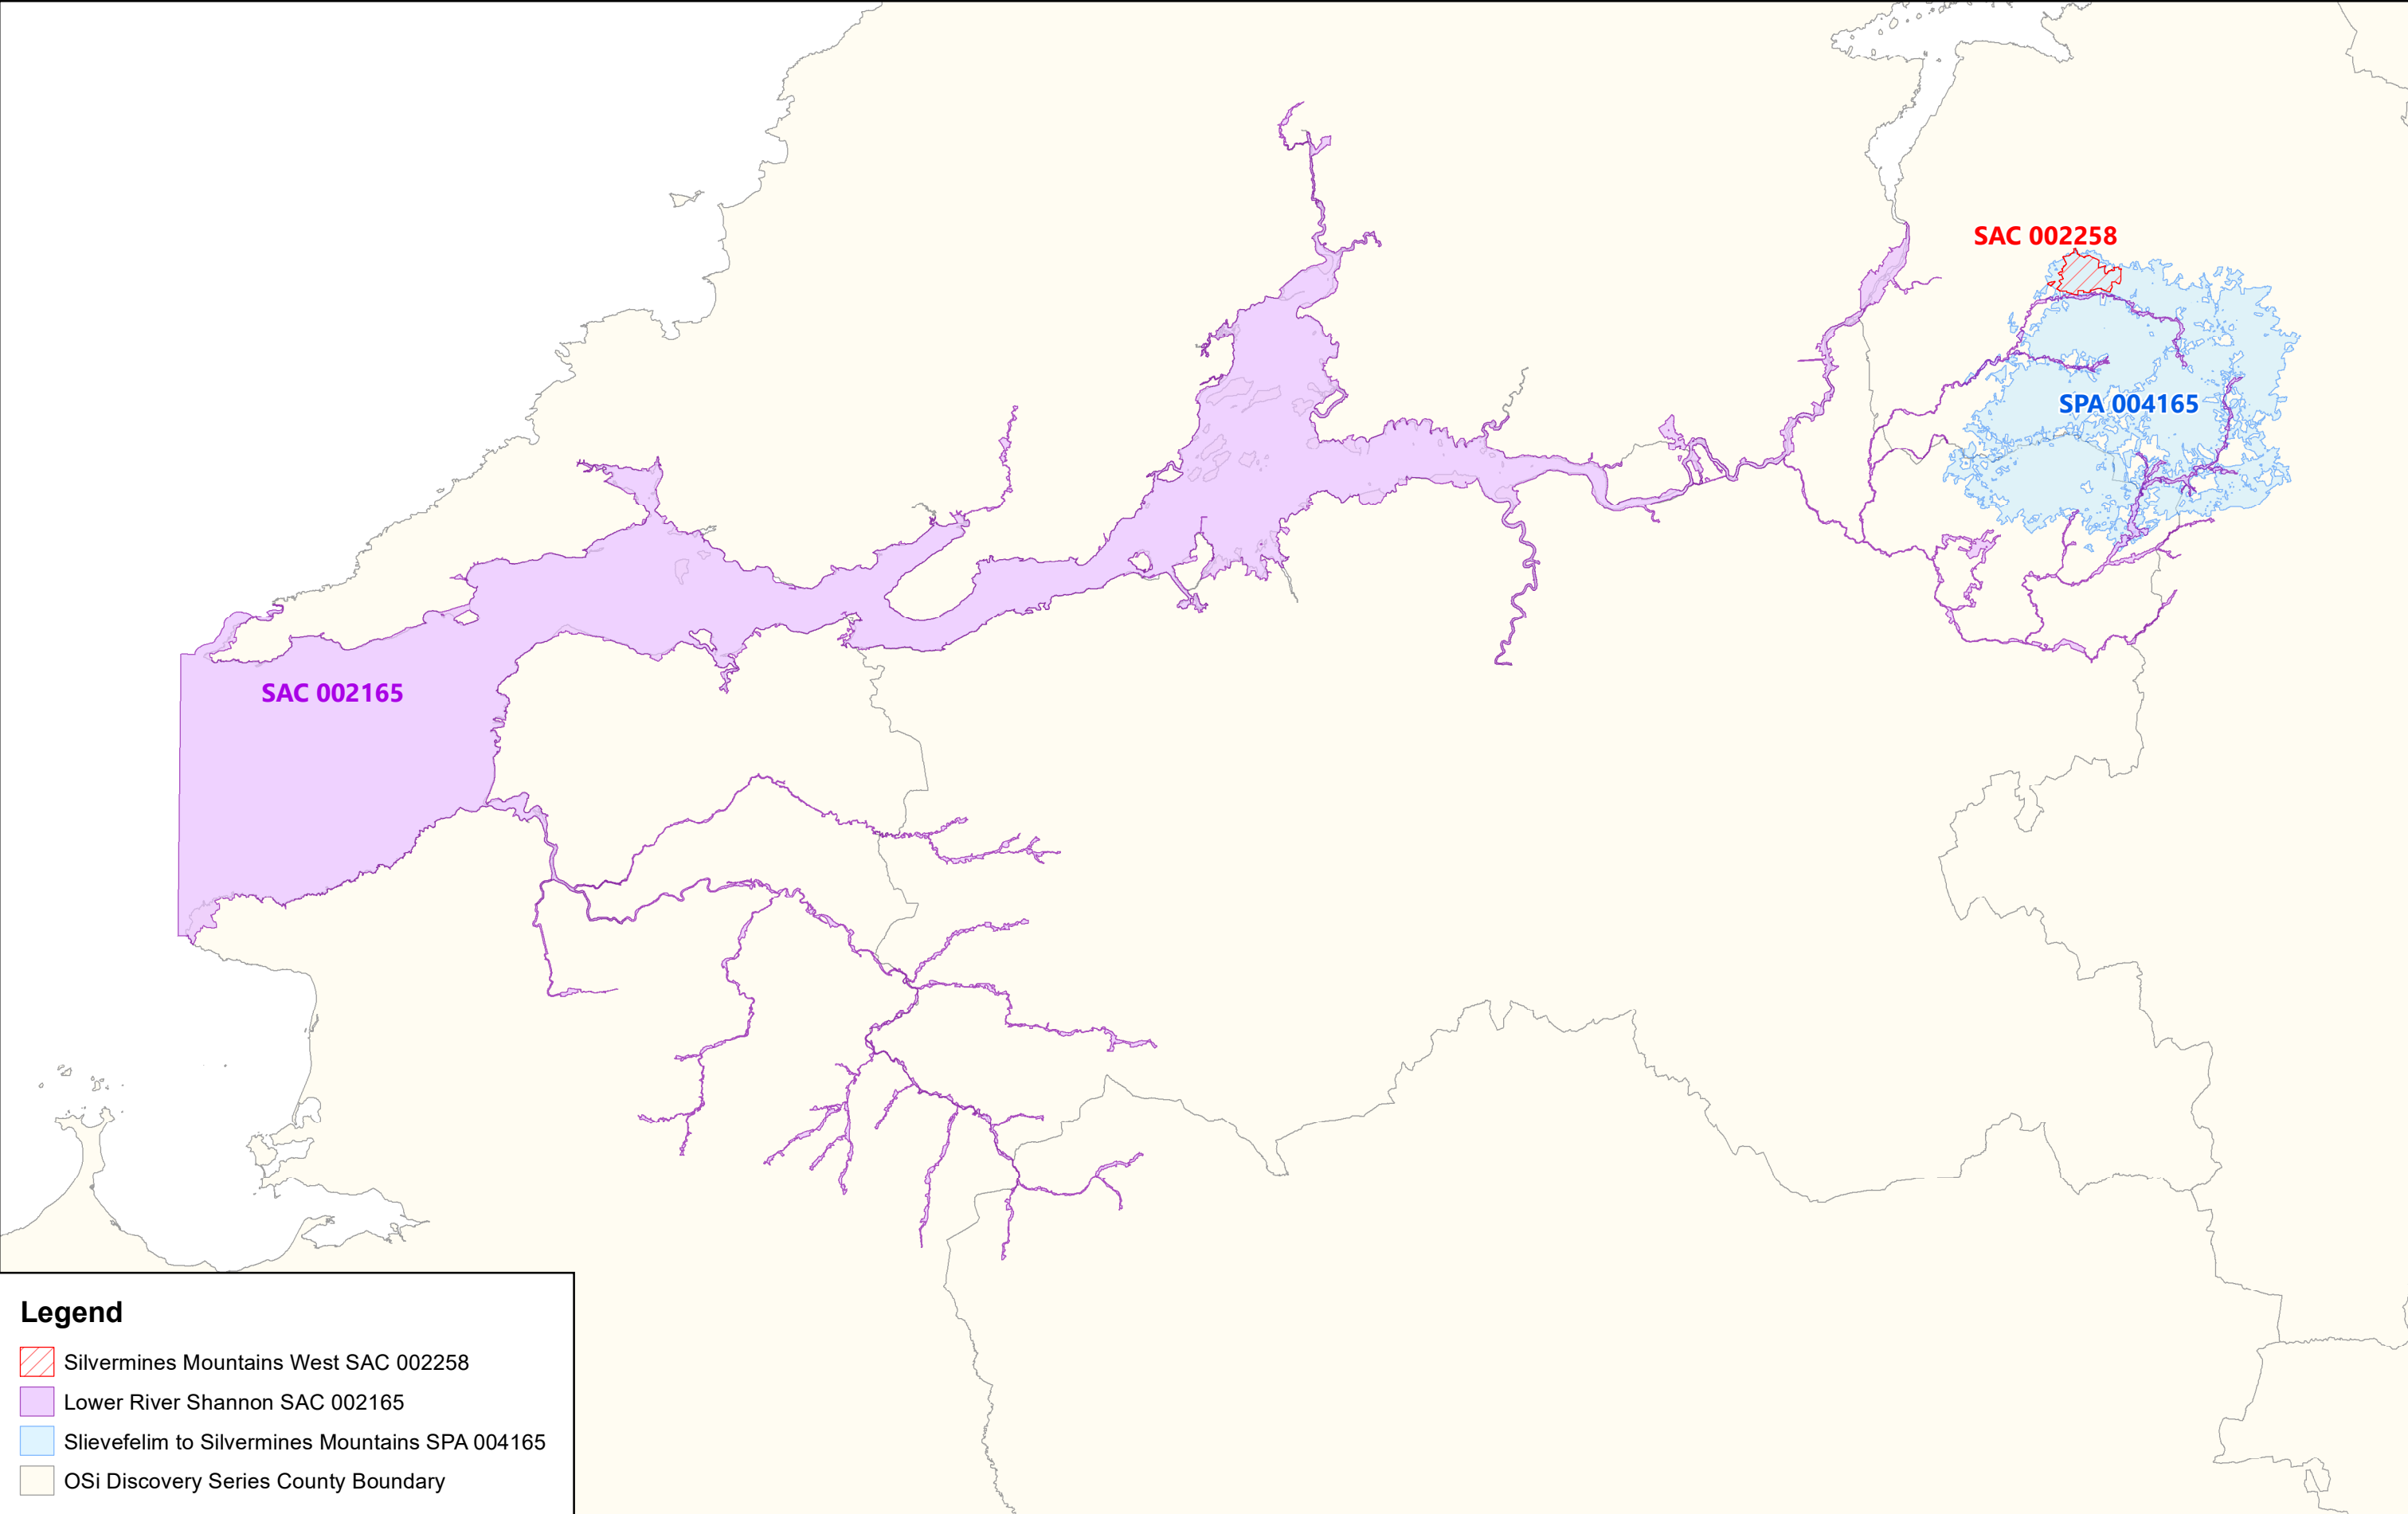 SAC 002258
SPA 004165
SAC 002165
Legend
Silvermines Mountains West SAC 002258
Lower River Shannon SAC 002165
Slievefelim to Silvermines Mountains SPA 004165
OSi Discovery Series County Boundary